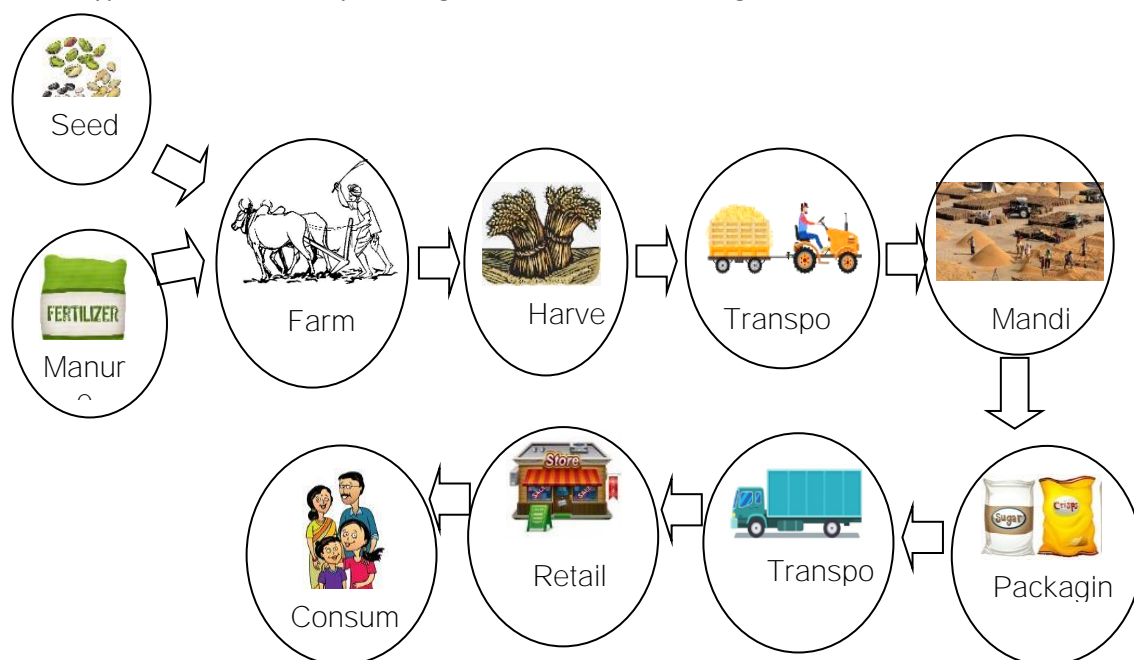 Seed
FERTILIZER
Manur
Farm
Harve
Transpo
Mandi
Sugar
Crisps
Packagin
Transpo
Store
Retail
Consum